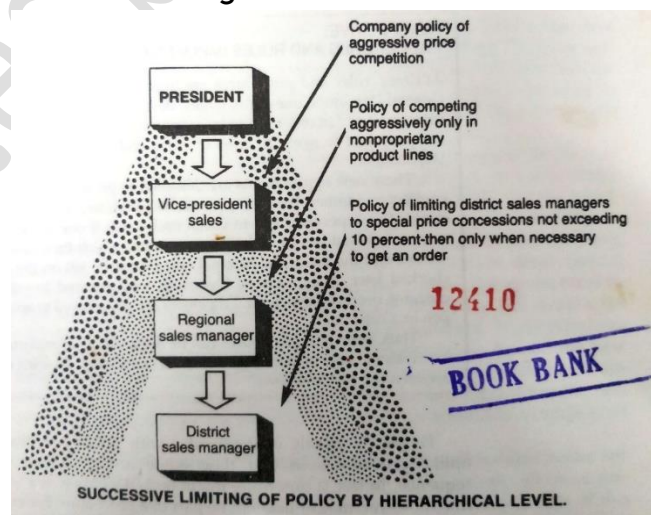 Company policy of
aggressive price
competition
PRESIDENT
Policy of competing
aggressively only in
nonproprietary
product lines
Vice-president
sales
Policy of limiting district sales managers
to special price concessions not exceeding
10 percent-then only when necessary
to get an order
12410
Regional
sales manager
BOOK BANK
District
sales manager
SUCCESSIVE LIMITING OF POLICY BY HIERARCHICAL LEVEL.